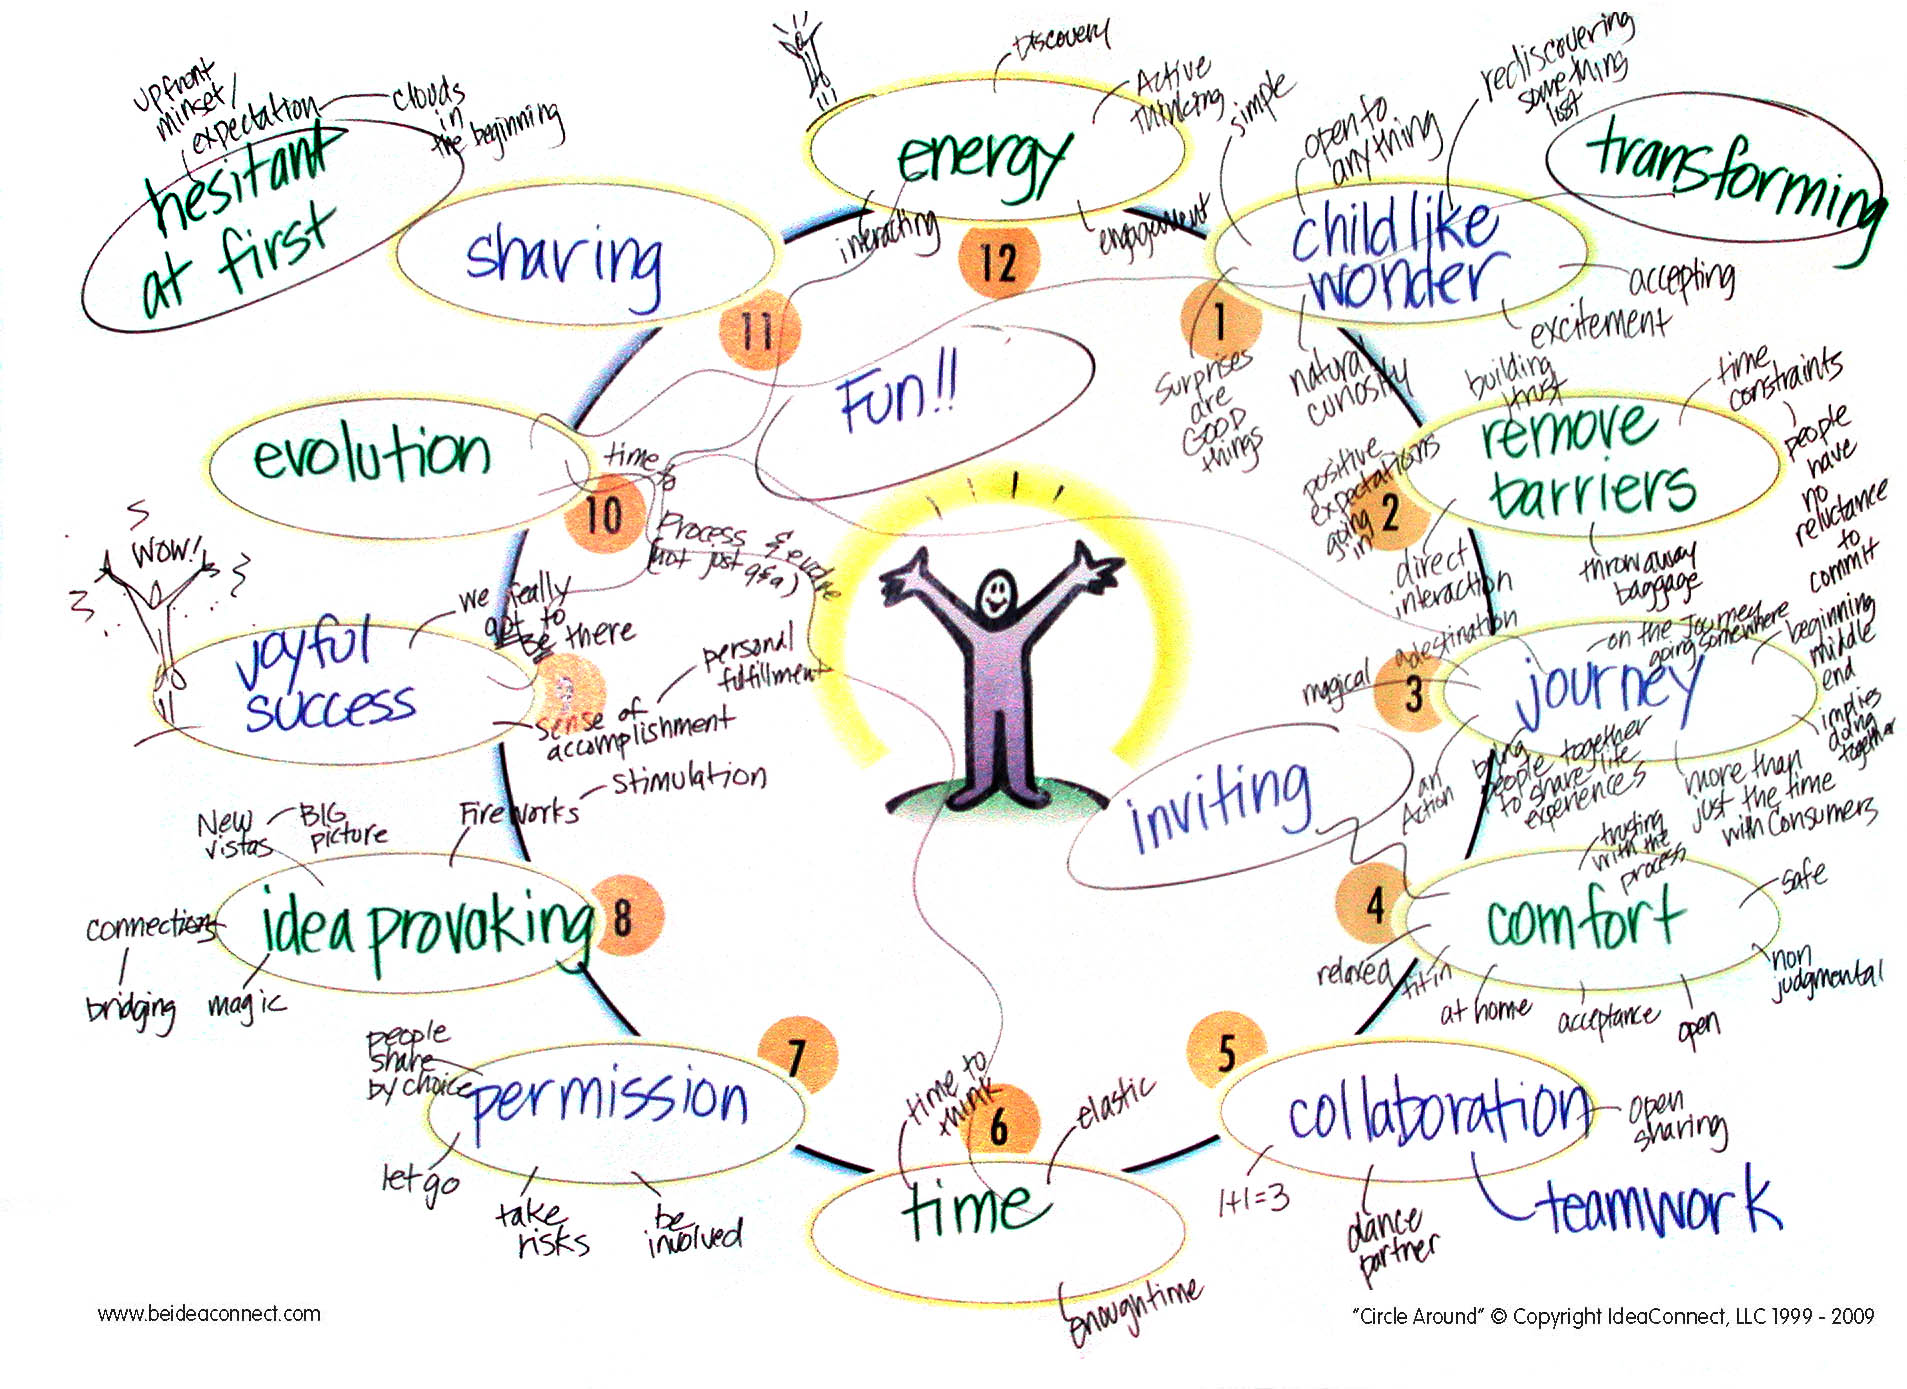 upfront
minset/
expectation
clouds
in
the beginning
hesitant
at first
sharing
11
Discovery
Active
thinking
energy
interacting
engagement
12
simple
open to
anything
rediscovering
something
lost
child like
wonder
transforming
accepting
excitement
natural
curiosity
Surprises
are
GOOD
things
1
Fun!!
building
trust
time
constraints
people
have
no
reluctance
to
commit
remove
barriers
positive
expectations
going
in
direct
interaction
throw away
baggage
2
evolution
10
time
Process
(not just q&a)
WOW!
joyful
success
we really
got to
Be there
sense of
accomplishment
personal
fulfillment
on the Journey
going somewhere
beginning
middle
end
journey
a destination
magical
an
Action
bring
people together
to share life
experiences
more than
just the time
with Consumers
implies
doing
together
3
inviting
trusting
with the
process
safe
comfort
non
judgmental
relaxed
fit in
at home
acceptance
open
4
New
vistas
BIG
picture
Fireworks
stimulation
connections
bridging
magic
idea provoking
8
people
share
by choice
permission
let go
take
risks
be
involved
7
time to
think
elastic
time
enough time
6
collaboration
open
sharing
1+1=3
dance
partner
teamwork
5
www.beideaconnect.com
"Circle Around" © Copyright IdeaConnect, LLC 1999 - 2009